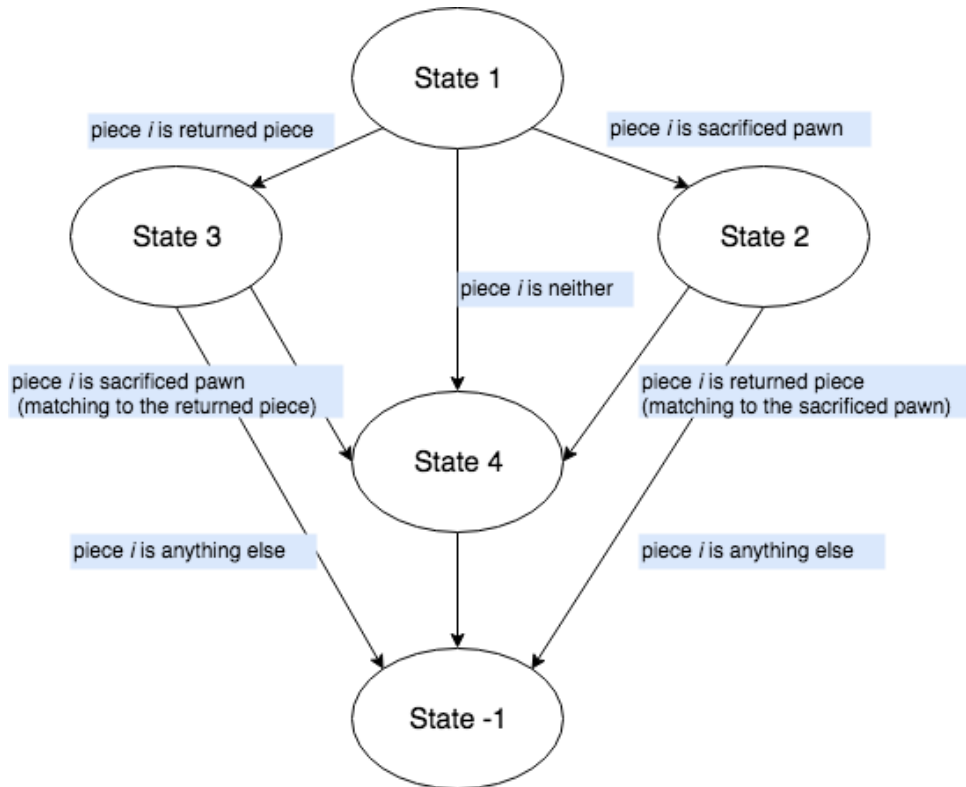 State 1
piece i is returned piece
piece i is sacrificed pawn
State 3
State 2
piece i is neither
piece i is sacrificed pawn
(matching to the returned piece)
piece i is returned piece
(matching to the sacrificed pawn)
State 4
piece i is anything else
piece i is anything else
State -1